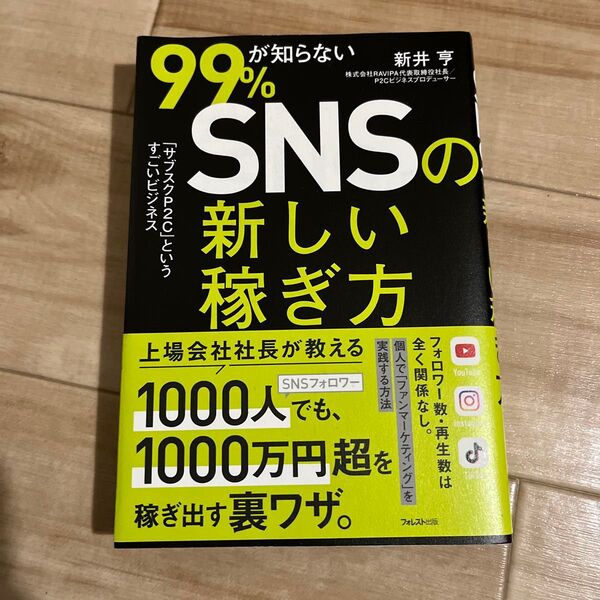 99%が知らない
新井 亨
株式会社RAVIPA代表取締役社長/
P2Cビジネスプロデューサー
SNSの
新しい
稼ぎ方
「サブスクP2C」という
すごいビジネス
上場会社社長が教える
SNSフォロワー
1000人でも、
1000万円超を
稼ぎ出す裏ワザ。
フォロワー数・再生数は
全く関係なし。
個人で「ファンマーケティング」を
実践する方法
YouTube
Instagram
フォレスト出版